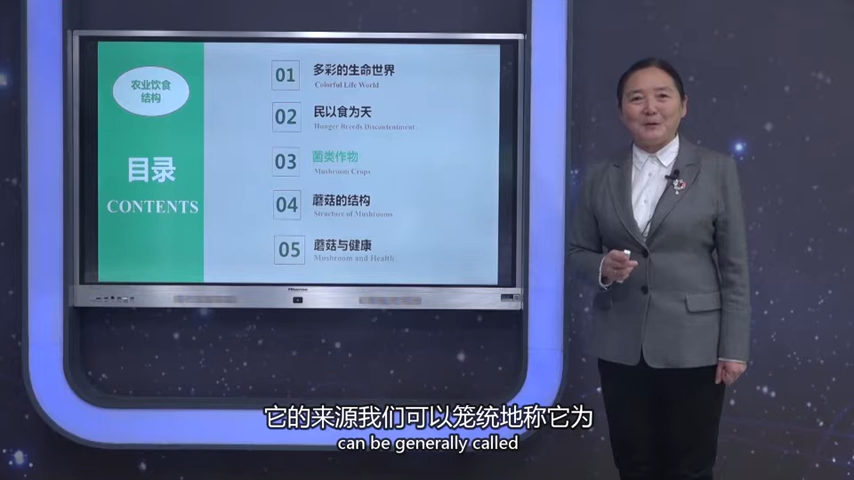 农业饮食
结构
目录
CONTENTS
01
多彩的生命世界
Colorful Life World
02
民以食为天
Hunger Breeds Discontentment
03
菌类作物
Mushroom Crops
04
蘑菇的结构
Structure of Mushroom
05
蘑菇与健康
Mushroom and Health
Hisense
它的来源我们可以笼统地称它为
can be generally called